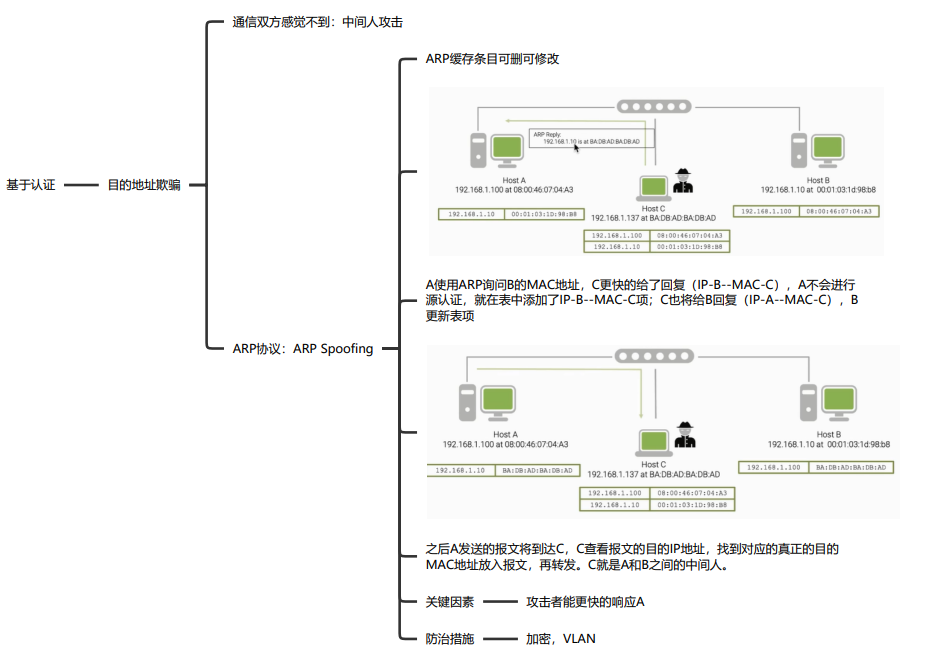 通信双方感觉不到：中间人攻击
ARP缓存条目可删可修改
ARP Reply:
192.168.1.10 is at BA:DB:AD:BA:DB:AD
Host A
192.168.1.100 at 08:00:46:07:04:A3
Host B
192.168.1.10 at 00:01:03:1d:98:b8
Host C
192.168.1.137 at BA:DB:AD:BA:DB:AD
192.168.1.10 00:01:03:1D:98:B8
192.168.1.100 08:00:46:07:04:A3
192.168.1.100 08:00:46:07:04:A3
192.168.1.10 00:01:03:1D:98:B8
基于认证
目的地址欺骗
A使用ARP询问B的MAC地址，C更快的给了回复（IP-B--MAC-C），A不会进行
源认证，就在表中添加了IP-B--MAC-C项；C也将给B回复（IP-A--MAC-C），B
更新表项
ARP协议：ARP Spoofing
Host A
192.168.1.100 at 08:00:46:07:04:A3
Host B
192.168.1.10 at 00:01:03:1d:98:b8
Host C
192.168.1.137 at BA:DB:AD:BA:DB:AD
192.168.1.10 BA:DB:AD:BA:DB:AD
192.168.1.100 BA:DB:AD:BA:DB:AD
192.168.1.100 08:00:46:07:04:A3
192.168.1.10 00:01:03:1D:98:B8
之后A发送的报文将到达C，C查看报文的目的IP地址，找到对应的真正的目的
MAC地址放入报文，再转发。C就是A和B之间的中间人。
关键因素
攻击者能更快的响应A
防治措施
加密，VLAN